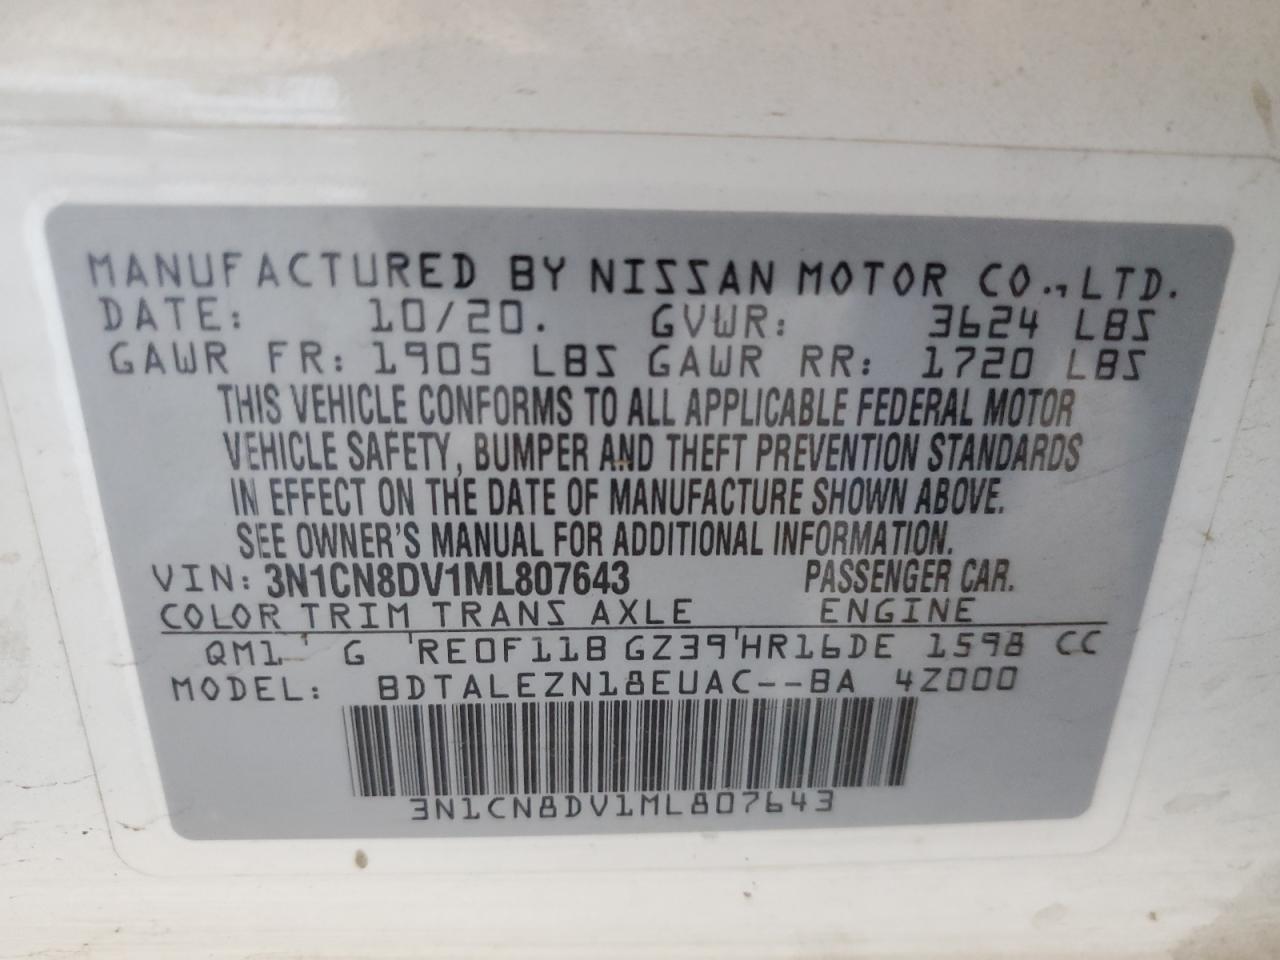 MANUFACTURED BY NISSAN MOTOR CO., LTD.
DATE: 10/20. GVWR: 3624 LBS
GAWR FR: 1905 LBS GAWR RR: 1720 LBS
THIS VEHICLE CONFORMS TO ALL APPLICABLE FEDERAL MOTOR
VEHICLE SAFETY, BUMPER AND THEFT PREVENTION STANDARDS
IN EFFECT ON THE DATE OF MANUFACTURE SHOWN ABOVE.
SEE OWNER'S MANUAL FOR ADDITIONAL INFORMATION.
VIN: 3N1CN8DV1ML807643 PASSENGER CAR.
COLOR TRIM TRANS AXLE ENGINE
QM1 G RE0F11B GZ39 HR16DE 1598 CC
MODEL: BDTALEZN18EUAC--BA 4Z000
3N1CN8DV1ML807643